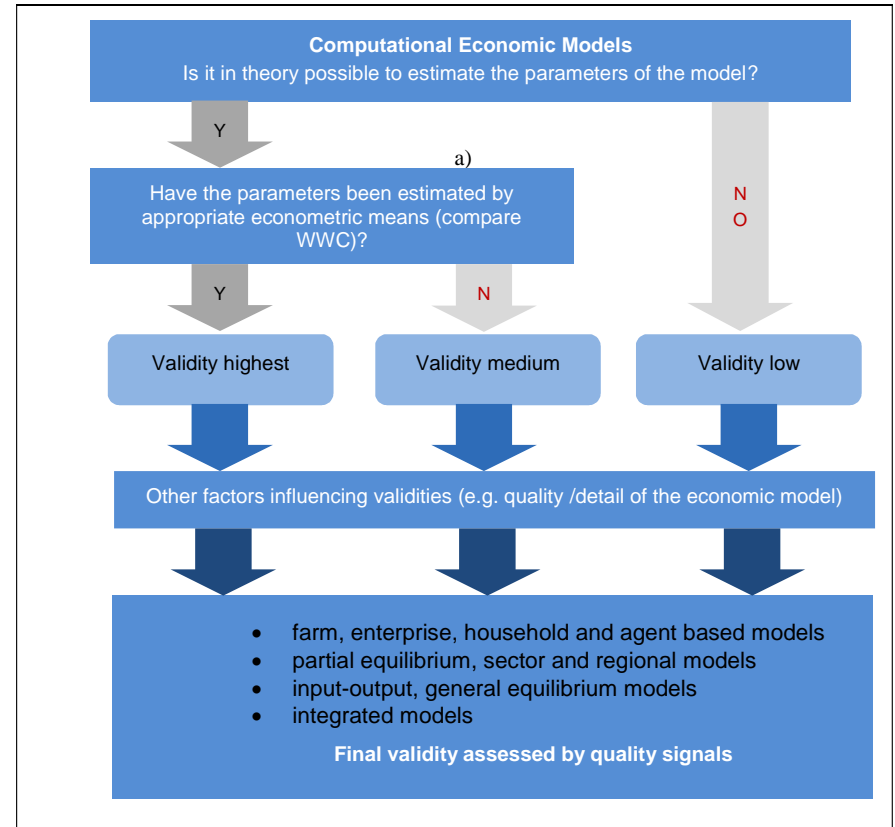 Computational Economic Models
Is it in theory possible to estimate the parameters of the model?
Y
a)
Have the parameters been estimated by
appropriate econometric means (compare
WWC)?
N
O
Y
N
Validity highest
Validity medium
Validity low
Other factors influencing validities (e.g. quality /detail of the economic model)
• farm, enterprise, household and agent based models
• partial equilibrium, sector and regional models
• input-output, general equilibrium models
• integrated models
Final validity assessed by quality signals